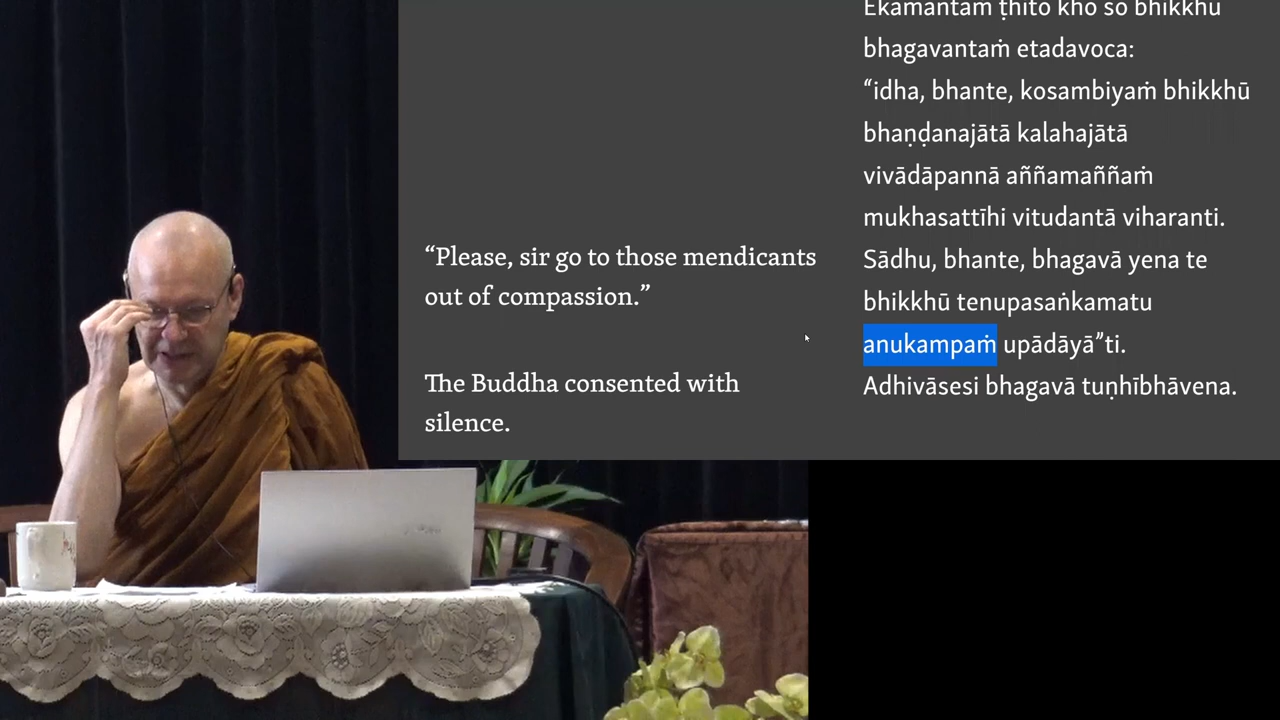 “Please, sir go to those mendicants
out of compassion.”
The Buddha consented with
silence.
Ekamantaṁ ṭhito kho so bhikkhu
bhagavantaṁ etadavoca:
“idha, bhante, kosambiyaṁ bhikkhū
bhaṇḍanajātā kalahajātā
vivādāpannā aññamaññaṁ
mukhasattīhi vitudantā viharanti.
Sādhu, bhante, bhagavā yena te
bhikkhū tenupasaṅkamatu
anukampaṁ upādāyā”ti.
Adhivāsesi bhagavā tuṇhībhāvena.